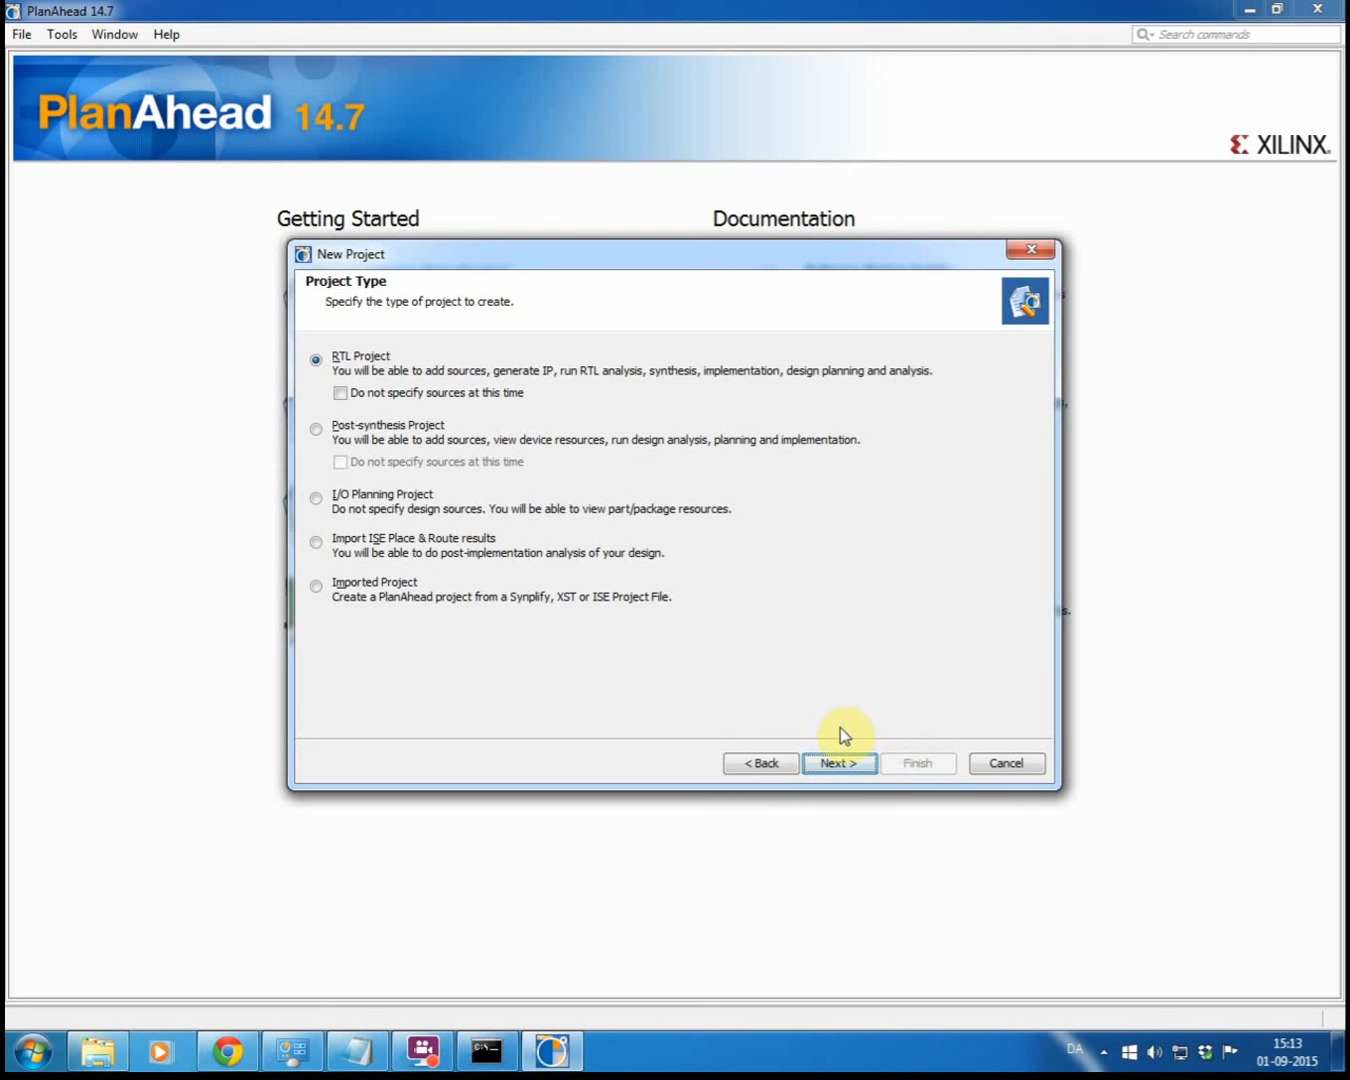 PlanAhead 14.7
File Tools Window Help
Search commands
PlanAhead 14.7
XILINX
Getting Started
Documentation
New Project
Project Type
Specify the type of project to create.
RTL Project
You will be able to add sources, generate IP, run RTL analysis, synthesis, implementation, design planning and analysis.
Do not specify sources at this time
Post-synthesis Project
You will be able to add sources, view device resources, run design analysis, planning and implementation.
Do not specify sources at this time
I/O Planning Project
Do not specify design sources. You will be able to view part/package resources.
Import ISE Place & Route results
You will be able to do post-implementation analysis of your design.
Imported Project
Create a PlanAhead project from a Synplify, XST or ISE Project File.
< Back
Next >
Finish
Cancel
C:\
DA
15:13
01-09-2015